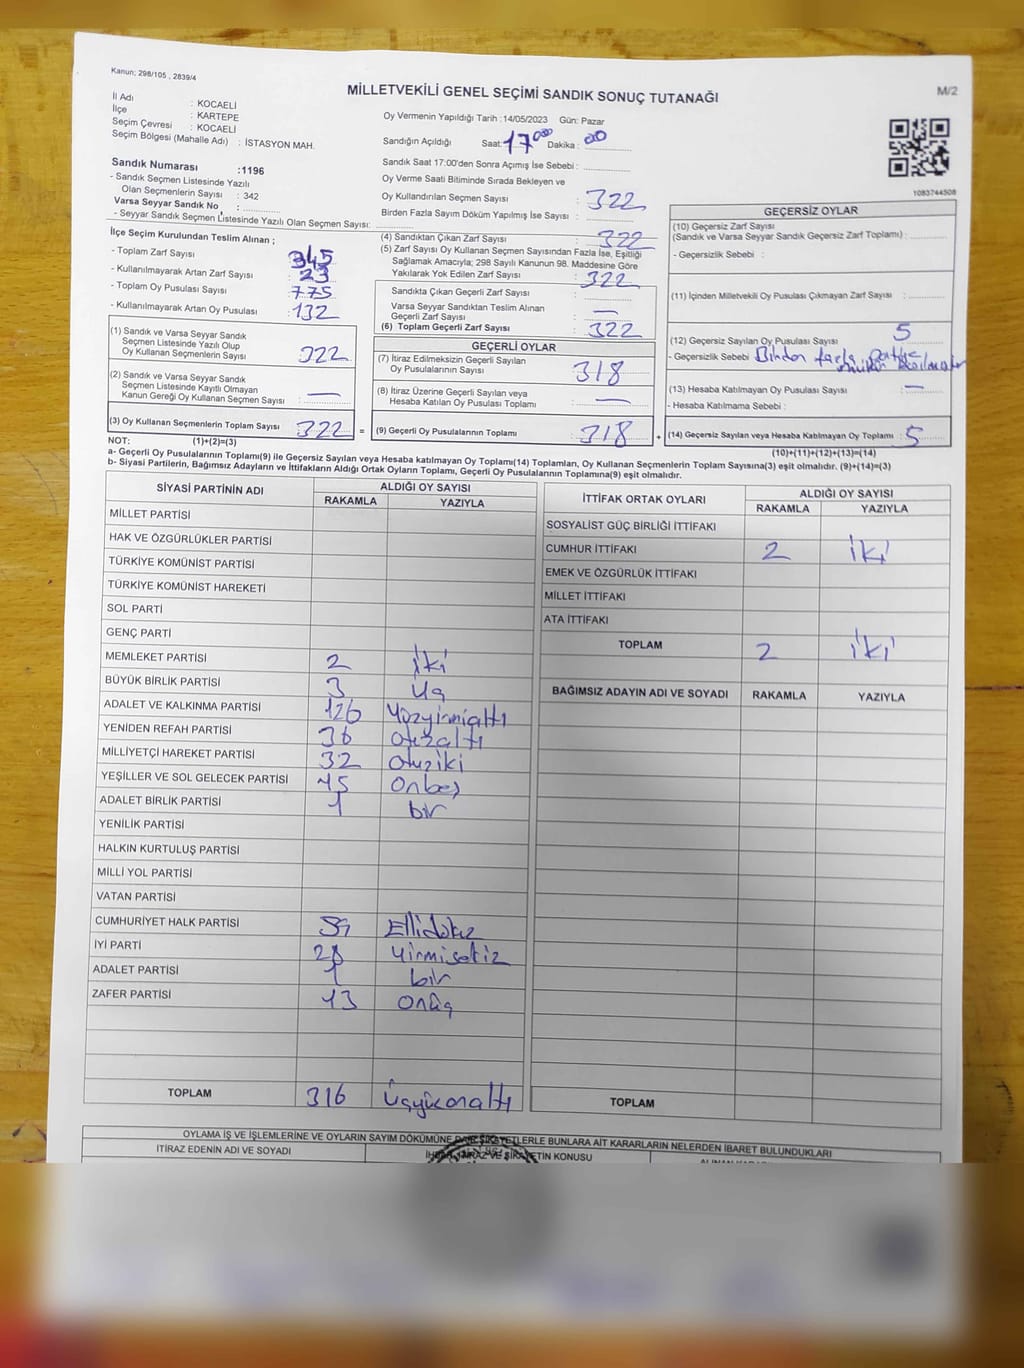 Kanun; 298/105 , 2839/4
MİLLETVEKİLİ GENEL SEÇİMİ SANDIK SONUÇ TUTANAĞI
M/2
İl Adı : KOCAELİ
İlçe : KARTEPE
Seçim Çevresi : KOCAELİ
Seçim Bölgesi (Mahalle Adı) : İSTASYON MAH.
Sandık Numarası :1196
- Sandık Seçmen Listesinde Yazılı
Olan Seçmenlerin Sayısı : 342
Varsa Seyyar Sandık No :
- Seyyar Sandık Seçmen Listesinde Yazılı Olan Seçmen Sayısı:
Oy Vermenin Yapıldığı Tarih : 14/05/2023 Gün: Pazar
Sandığın Açıldığı Saat: 17 00 Dakika : 00
Sandık Saat 17:00'den Sonra Açımış İse Sebebi :
Oy Verme Saati Bitiminde Sırada Bekleyen ve
Oy Kullandırılan Seçmen Sayısı : 322
Birden Fazla Sayım Döküm Yapılmış İse Sayısı :
1083744508
İlçe Seçim Kurulundan Teslim Alınan ;
- Toplam Zarf Sayısı : 345
- Kullanılmayarak Artan Zarf Sayısı : 23
- Toplam Oy Pusulası Sayısı : 775
- Kullanılmayarak Artan Oy Pusulası : 132
(1) Sandık ve Varsa Seyyar Sandık
Seçmen Listesinde Yazılı Olup
Oy Kullanan Seçmenlerin Sayısı : 322
(2) Sandık ve Varsa Seyyar Sandık
Seçmen Listesinde Kayıtlı Olmayan
Kanun Gereği Oy Kullanan Seçmen Sayısı : —
(3) Oy Kullanan Seçmenlerin Toplam Sayısı : 322 =
(4) Sandıktan Çıkan Zarf Sayısı : 322
(5) Zarf Sayısı Oy Kullanan Seçmen Sayısından Fazla İse, Eşitliği
Sağlamak Amacıyla; 298 Sayılı Kanunun 98. Maddesine Göre
Yakılarak Yok Edilen Zarf Sayısı : 322
Sandıkta Çıkan Geçerli Zarf Sayısı :
Varsa Seyyar Sandıktan Teslim Alınan
Geçerli Zarf Sayısı : —
(6) Toplam Geçerli Zarf Sayısı : 322
GEÇERLİ OYLAR
(7) İtiraz Edilmeksizin Geçerli Sayılan
Oy Pusulalarının Sayısı : 318
(8) İtiraz Üzerine Geçerli Sayılan veya
Hesaba Katılan Oy Pusulası Toplamı : —
(9) Geçerli Oy Pusulalarının Toplamı : 318 +
GEÇERSİZ OYLAR
(10) Geçersiz Zarf Sayısı
(Sandık ve Varsa Seyyar Sandık Geçersiz Zarf Toplamı) :
- Geçersizlik Sebebi :
(11) İçinden Milletvekili Oy Pusulası Çıkmayan Zarf Sayısı :
(12) Geçersiz Sayılan Oy Pusulası Sayısı : 5
- Geçersizlik Sebebi : Birden fazla
(13) Hesaba Katılmayan Oy Pusulası Sayısı : —
- Hesaba Katılmama Sebebi :
(14) Geçersiz Sayılan veya Hesaba Katılmayan Oy Toplamı : 5
NOT: (1)+(2)=(3)
(10)+(11)+(12)+(13)=(14)
a- Geçerli Oy Pusulaları Toplamı(9) ile Geçersiz Sayılan veya Hesaba katılmayan Oy Toplamı(14) Toplamları, Oy Kullanan Seçmenlerin Toplam Sayısına(3) eşit olmalıdır. (9)+(14)=(3)
b- Siyasi Partilerin, Bağımsız Adayların ve İttifakların Aldığı Ortak Oyların Toplamı, Geçerli Oy Pusulalarının Toplamına(9) eşit olmalıdır.
SİYASİ PARTİNİN ADI ALDIĞI OY SAYISI
RAKAMLA YAZIYLA
MİLLET PARTİSİ
HAK VE ÖZGÜRLÜKLER PARTİSİ
TÜRKİYE KOMÜNİST PARTİSİ
TÜRKİYE KOMÜNİST HAREKETİ
SOL PARTİ
GENÇ PARTİ
MEMLEKET PARTİSİ 2 iki
BÜYÜK BİRLİK PARTİSİ 3 üç
ADALET VE KALKINMA PARTİSİ 126 Yüzyirmialtı
YENİDEN REFAH PARTİSİ 36 otuzaltı
MİLLİYETÇİ HAREKET PARTİSİ 32 otuziki
YEŞİLLER VE SOL GELECEK PARTİSİ 15 onbeş
ADALET BİRLİK PARTİSİ 1 bir
YENİLİK PARTİSİ
HALKIN KURTULUŞ PARTİSİ
MİLLİ YOL PARTİSİ
VATAN PARTİSİ
CUMHURİYET HALK PARTİSİ 59 Ellidokuz
İYİ PARTİ 28 yirmisekiz
ADALET PARTİSİ 1 bir
ZAFER PARTİSİ 13 onüç
TOPLAM 316 Üçyüzonaltı
İTTİFAK ORTAK OYLARI ALDIĞI OY SAYISI
RAKAMLA YAZIYLA
SOSYALİST GÜÇ BİRLİĞİ İTTİFAKI
CUMHUR İTTİFAKI 2 iki
EMEK VE ÖZGÜRLÜK İTTİFAKI
MİLLET İTTİFAKI
ATA İTTİFAKI
TOPLAM 2 iki
BAĞIMSIZ ADAYIN ADI VE SOYADI RAKAMLA YAZIYLA
TOPLAM
OYLAMA İŞ VE İŞLEMLERİNE VE OYLARIN SAYIM DÖKÜMÜNE DAİR ŞİKAYETLERLE BUNLARA AİT KARARLARIN NELERDEN İBARET BULUNDUKLARI
İTİRAZ EDENİN ADI VE SOYADI İHBAR, İTİRAZ VE ŞİKAYETİN KONUSU